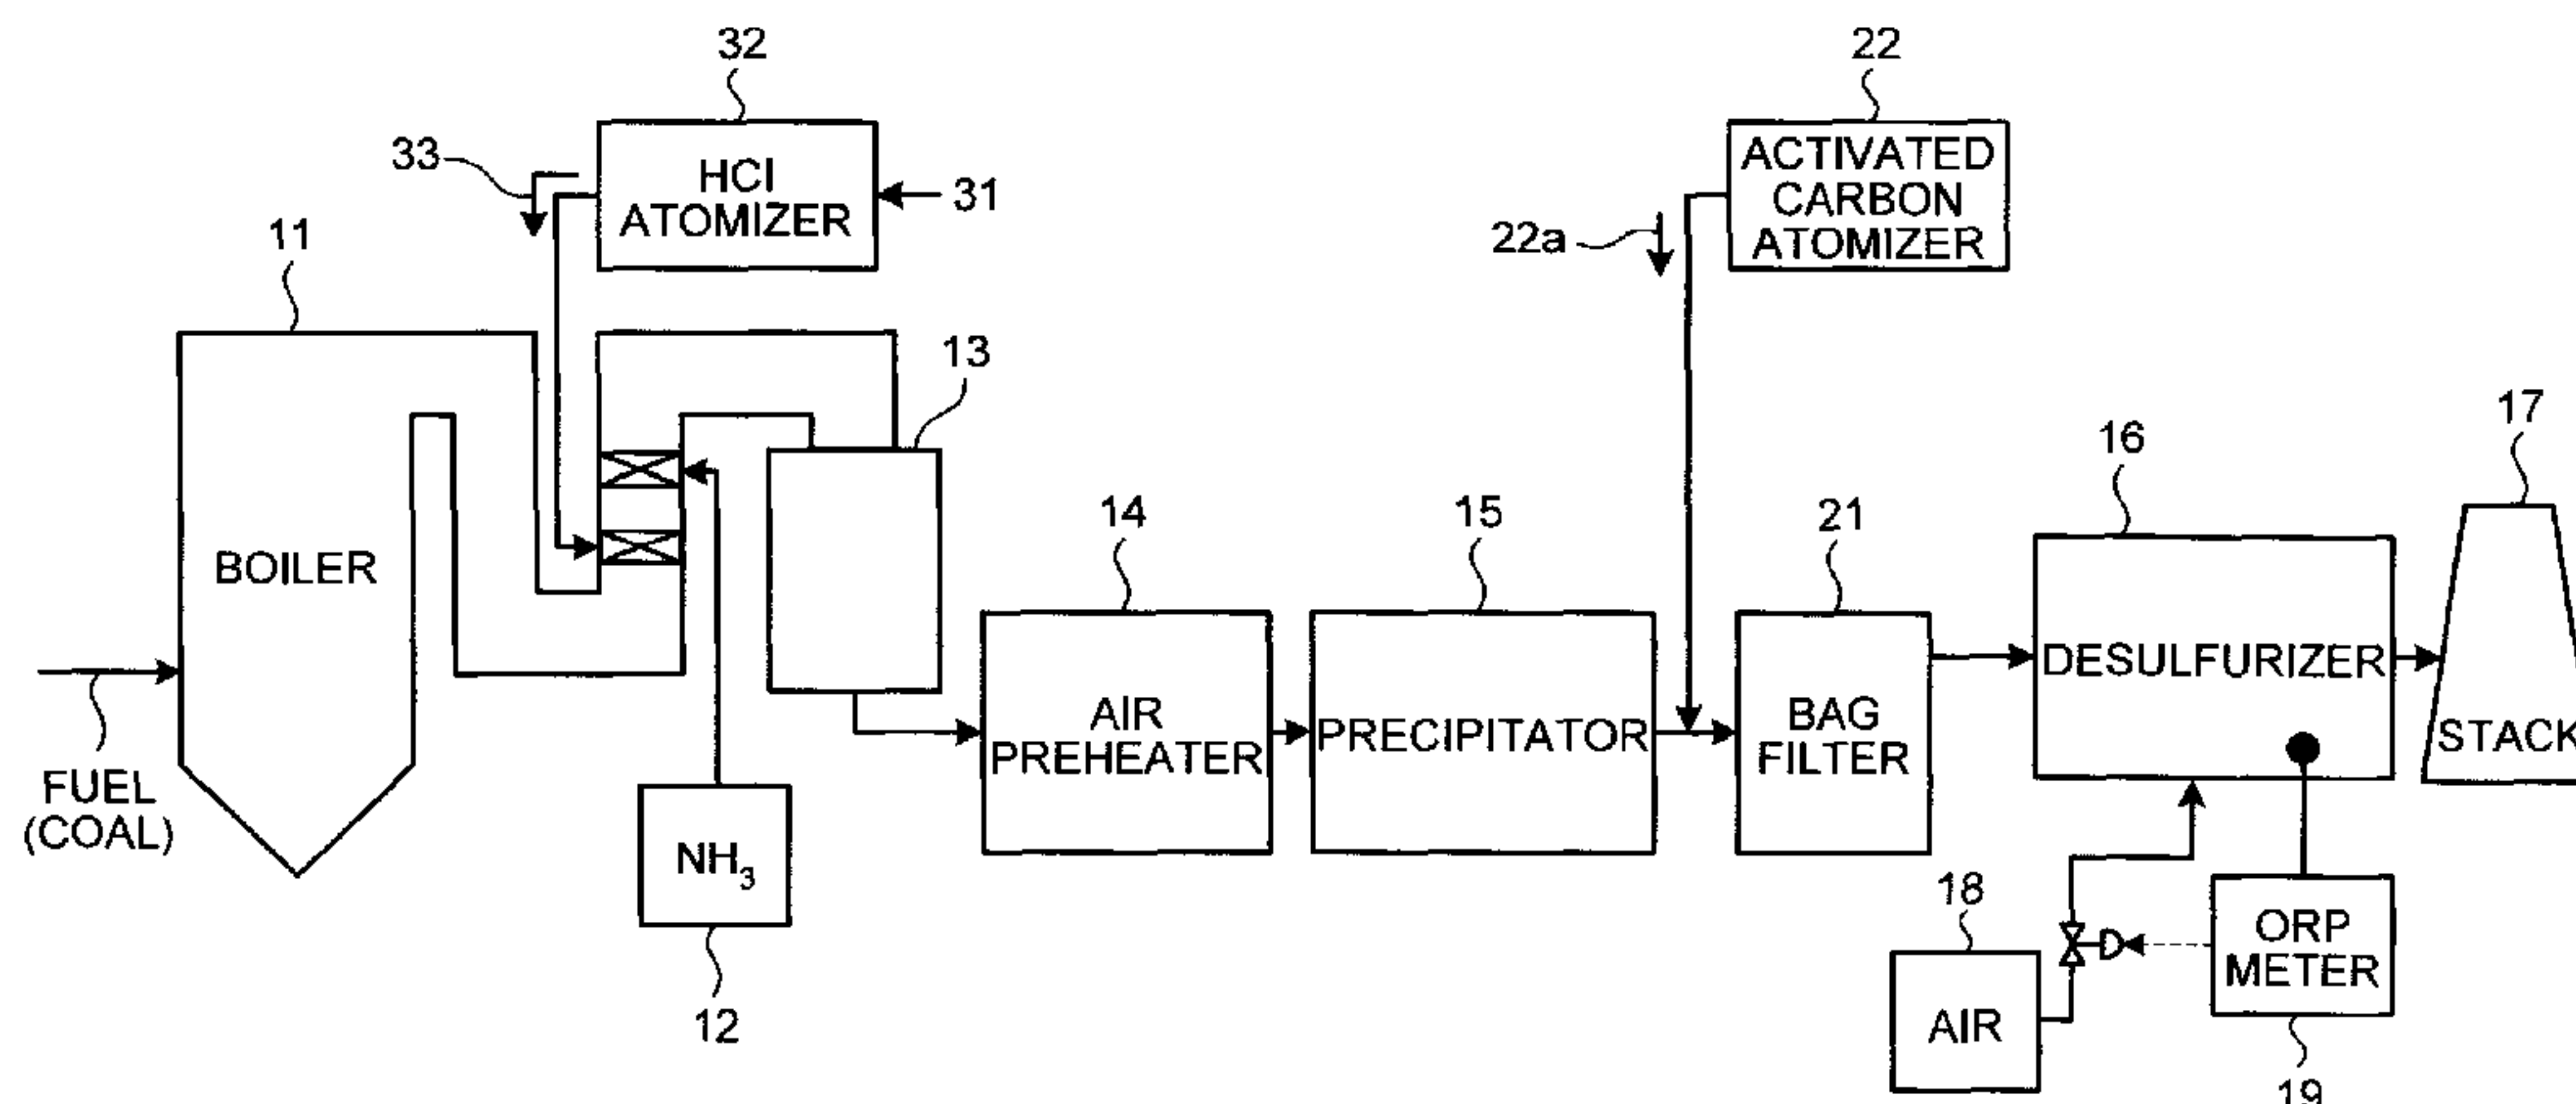 32
22
33
HCl
ATOMIZER
31
ACTIVATED
CARBON
ATOMIZER
22a
11
13
17
16
14
15
21
BOILER
DESULFURIZER
AIR
PREHEATER
PRECIPITATOR
BAG
FILTER
STACK
FUEL
(COAL)
NH3
18
ORP
METER
AIR
12
19